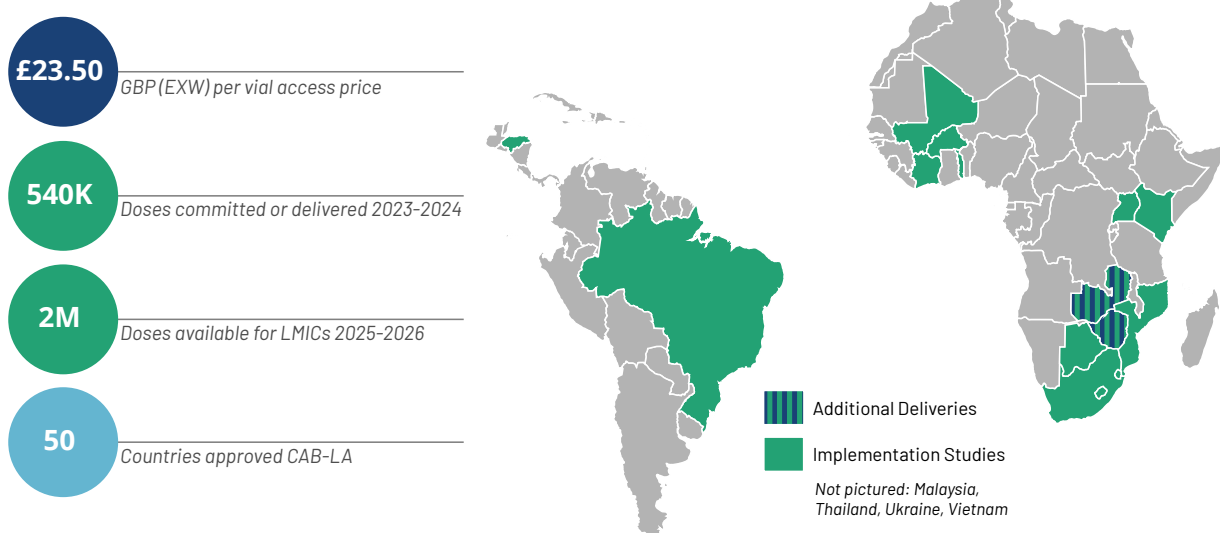 £23.50
GBP (EXW) per vial access price
540K
Doses committed or delivered 2023-2024
2M
Doses available for LMICs 2025-2026
50
Countries approved CAB-LA
Additional Deliveries
Implementation Studies
Not pictured: Malaysia,
Thailand, Ukraine, Vietnam